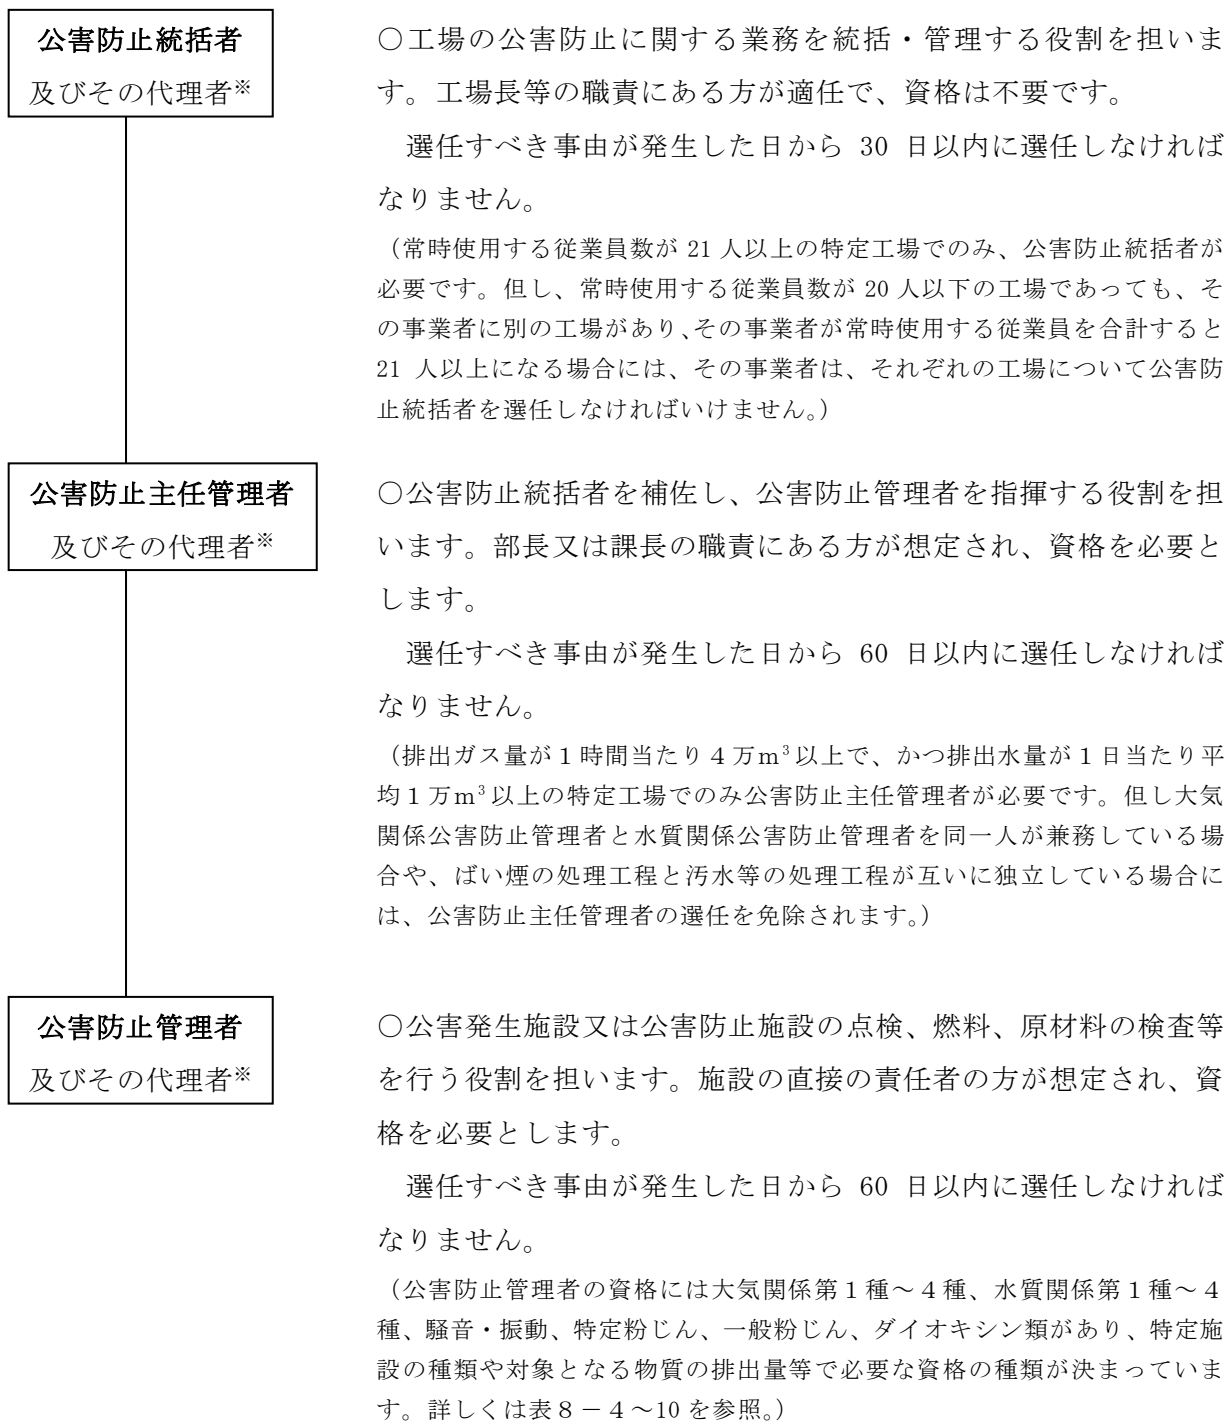 公害防止統括者
及びその代理者※
○工場の公害防止に関する業務を統括・管理する役割を担いま
す。工場長等の職責にある方が適任で、資格は不要です。
選任すべき事由が発生した日から 30 日以内に選任しなければ
なりません。
（常時使用する従業員数が 21 人以上の特定工場でのみ、公害防止統括者が
必要です。但し、常時使用する従業員数が 20 人以下の工場であっても、そ
の事業者に別の工場があり、その事業者が常時使用する従業員を合計すると
21 人以上になる場合には、その事業者は、それぞれの工場について公害防
止統括者を選任しなければいけません。）
公害防止主任管理者
及びその代理者※
○公害防止統括者を補佐し、公害防止管理者を指揮する役割を担
います。部長又は課長の職責にある方が想定され、資格を必要と
します。
選任すべき事由が発生した日から 60 日以内に選任しなければ
なりません。
（排出ガス量が１時間当たり４万m³以上で、かつ排出水量が１日当たり平
均１万m³以上の特定工場でのみ公害防止主任管理者が必要です。但し大気
関係公害防止管理者と水質関係公害防止管理者を同一人が兼務している場
合や、ばい煙の処理工程と汚水等の処理工程が互いに独立している場合に
は、公害防止主任管理者の選任を免除されます。）
公害防止管理者
及びその代理者※
○公害発生施設又は公害防止施設の点検、燃料、原材料の検査等
を行う役割を担います。施設の直接の責任者の方が想定され、資
格を必要とします。
選任すべき事由が発生した日から 60 日以内に選任しなければ
なりません。
（公害防止管理者の資格には大気関係第１種～４種、水質関係第１種～４
種、騒音・振動、特定粉じん、一般粉じん、ダイオキシン類があり、特定施
設の種類や対象となる物質の排出量等で必要な資格の種類が決まっていま
す。詳しくは表８－４～10 を参照。）